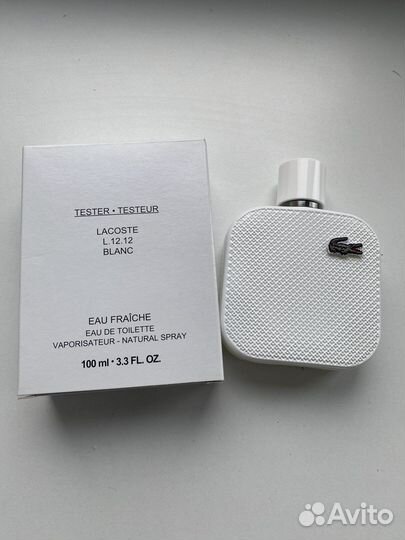 TESTER • TESTEUR
LACOSTE
L.12.12
BLANC
EAU FRAÎCHE
EAU DE TOILETTE
VAPORISATEUR - NATURAL SPRAY
100 ml • 3.3 FL. OZ.
Avito